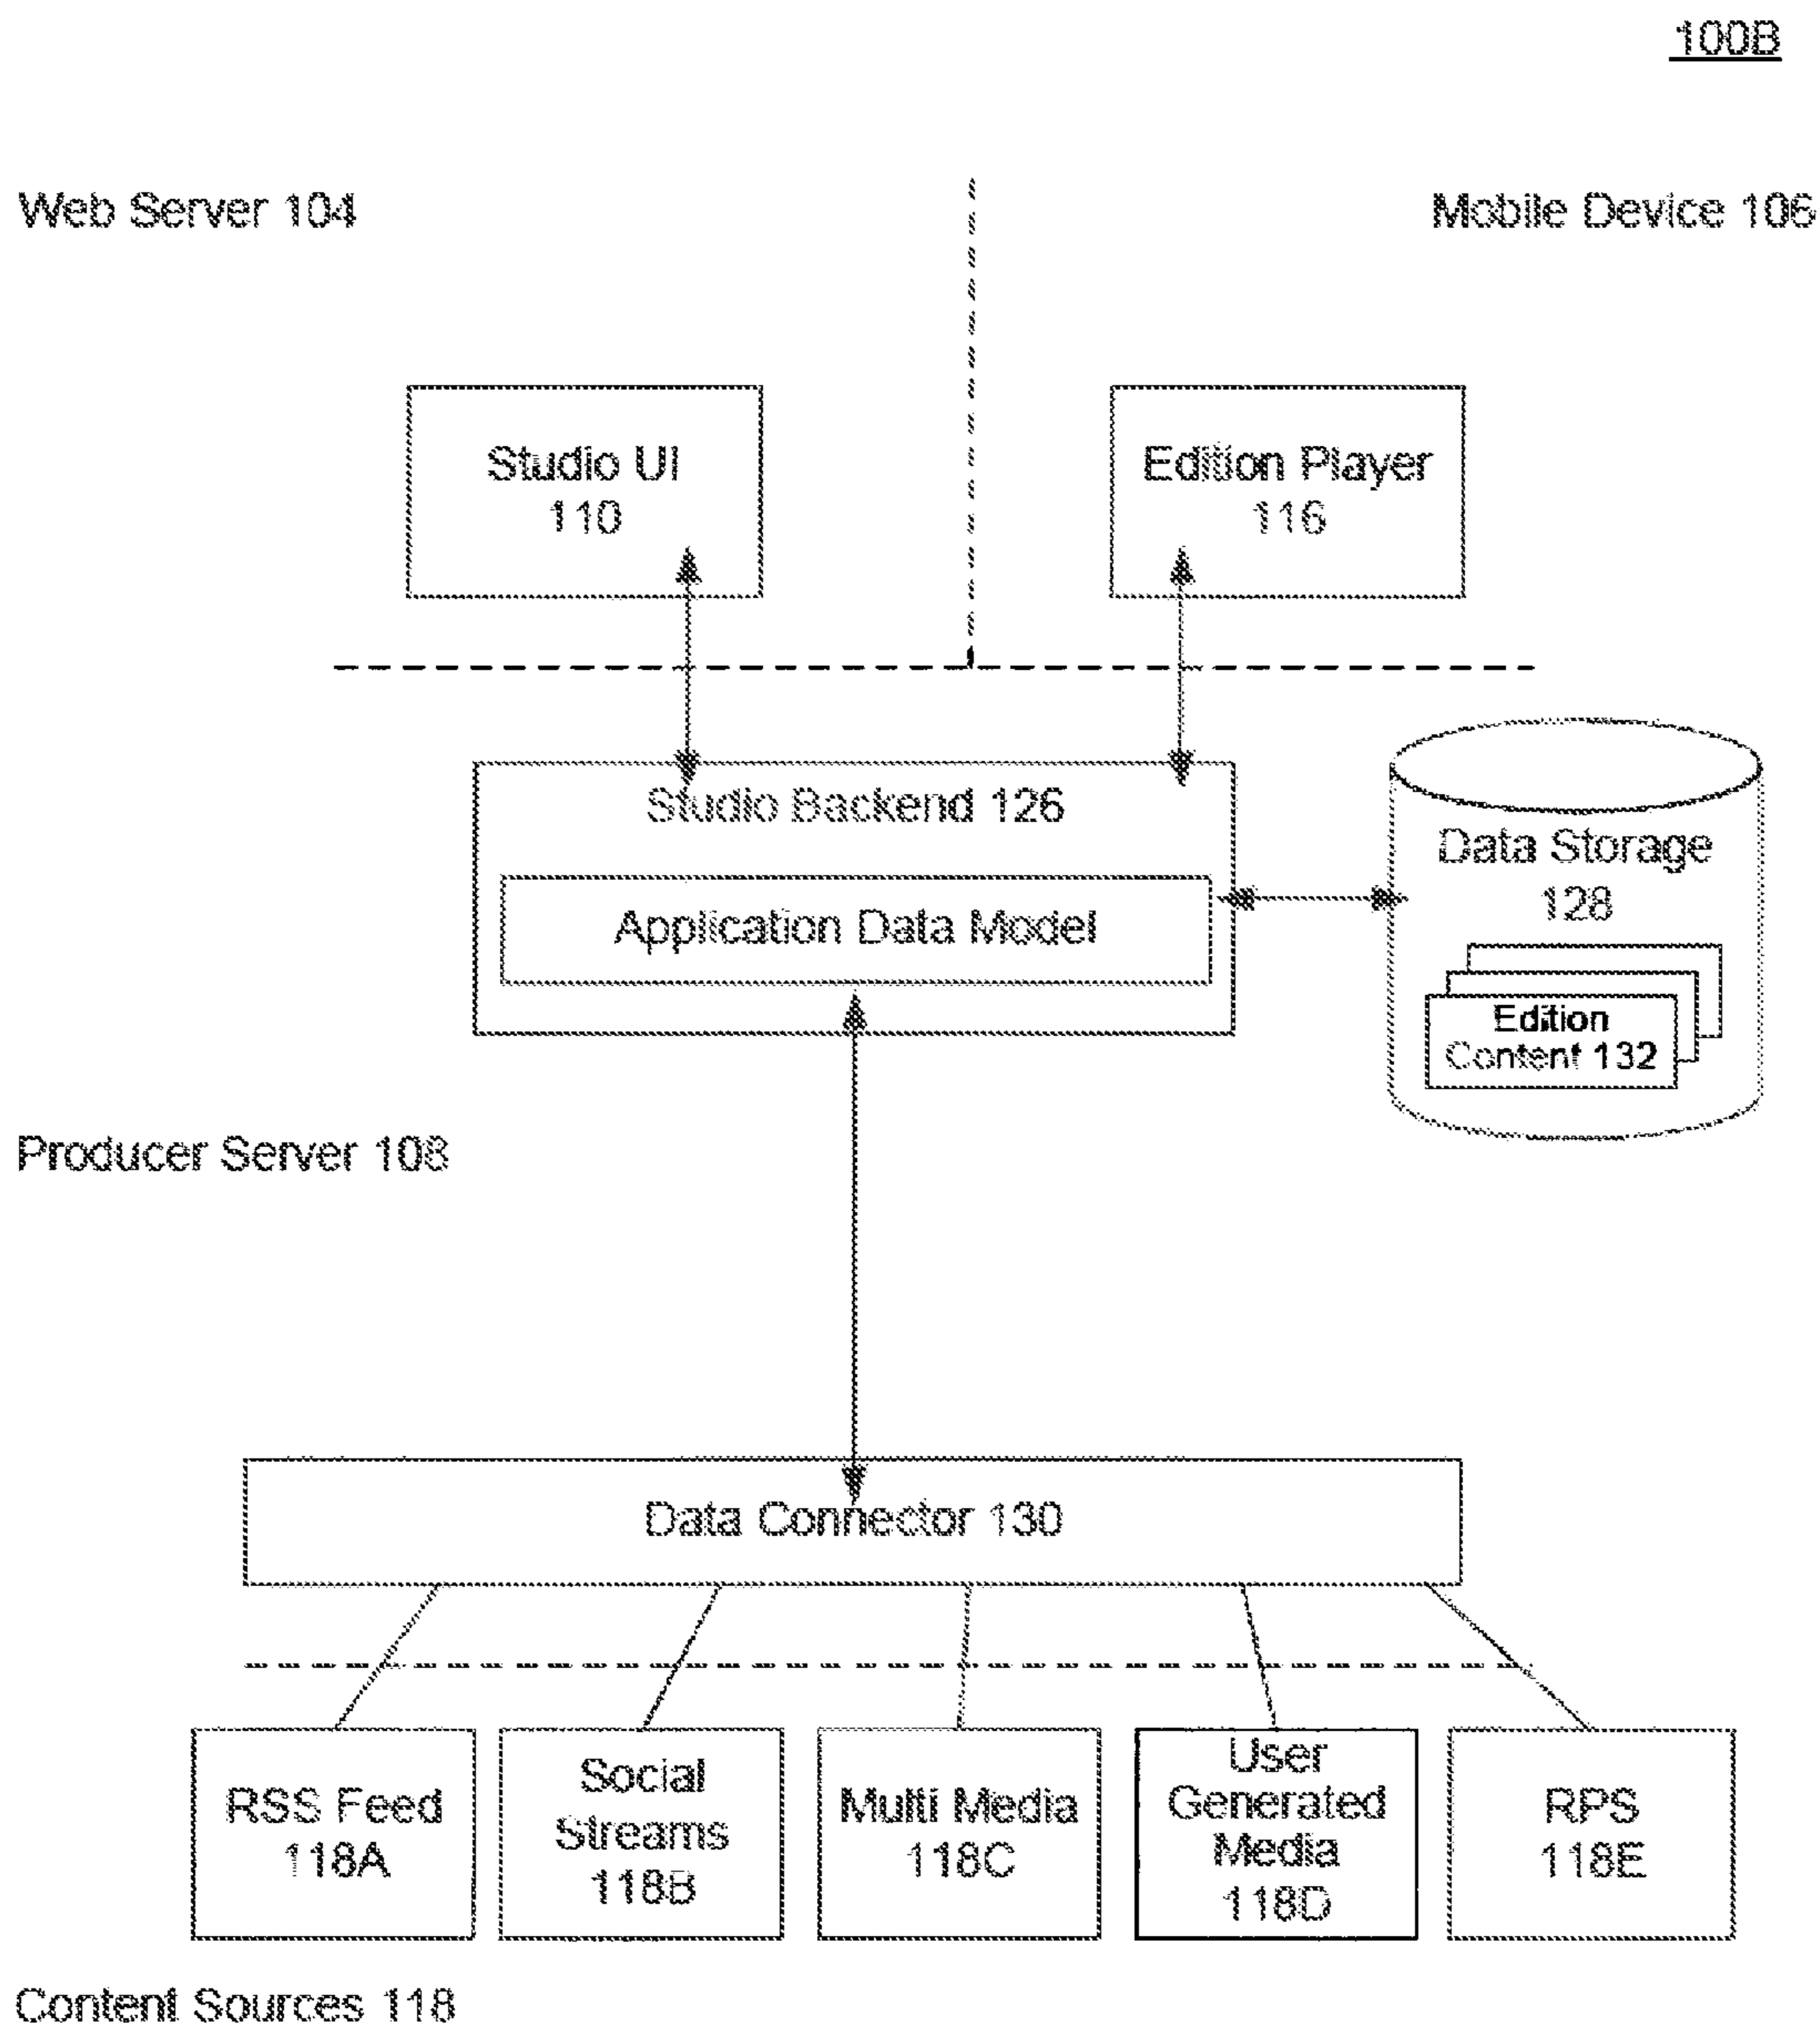 100B
Web Server 104
Mobile Device 106
Studio UI
110
Edition Player
116
Studio Backend 126
Application Data Model
Data Storage
128
Edition
Content 132
Producer Server 108
Data Connector 130
RSS Feed
118A
Social
Streams
118B
Multi Media
118C
User
Generated
Media
118D
RPS
118E
Content Sources 118